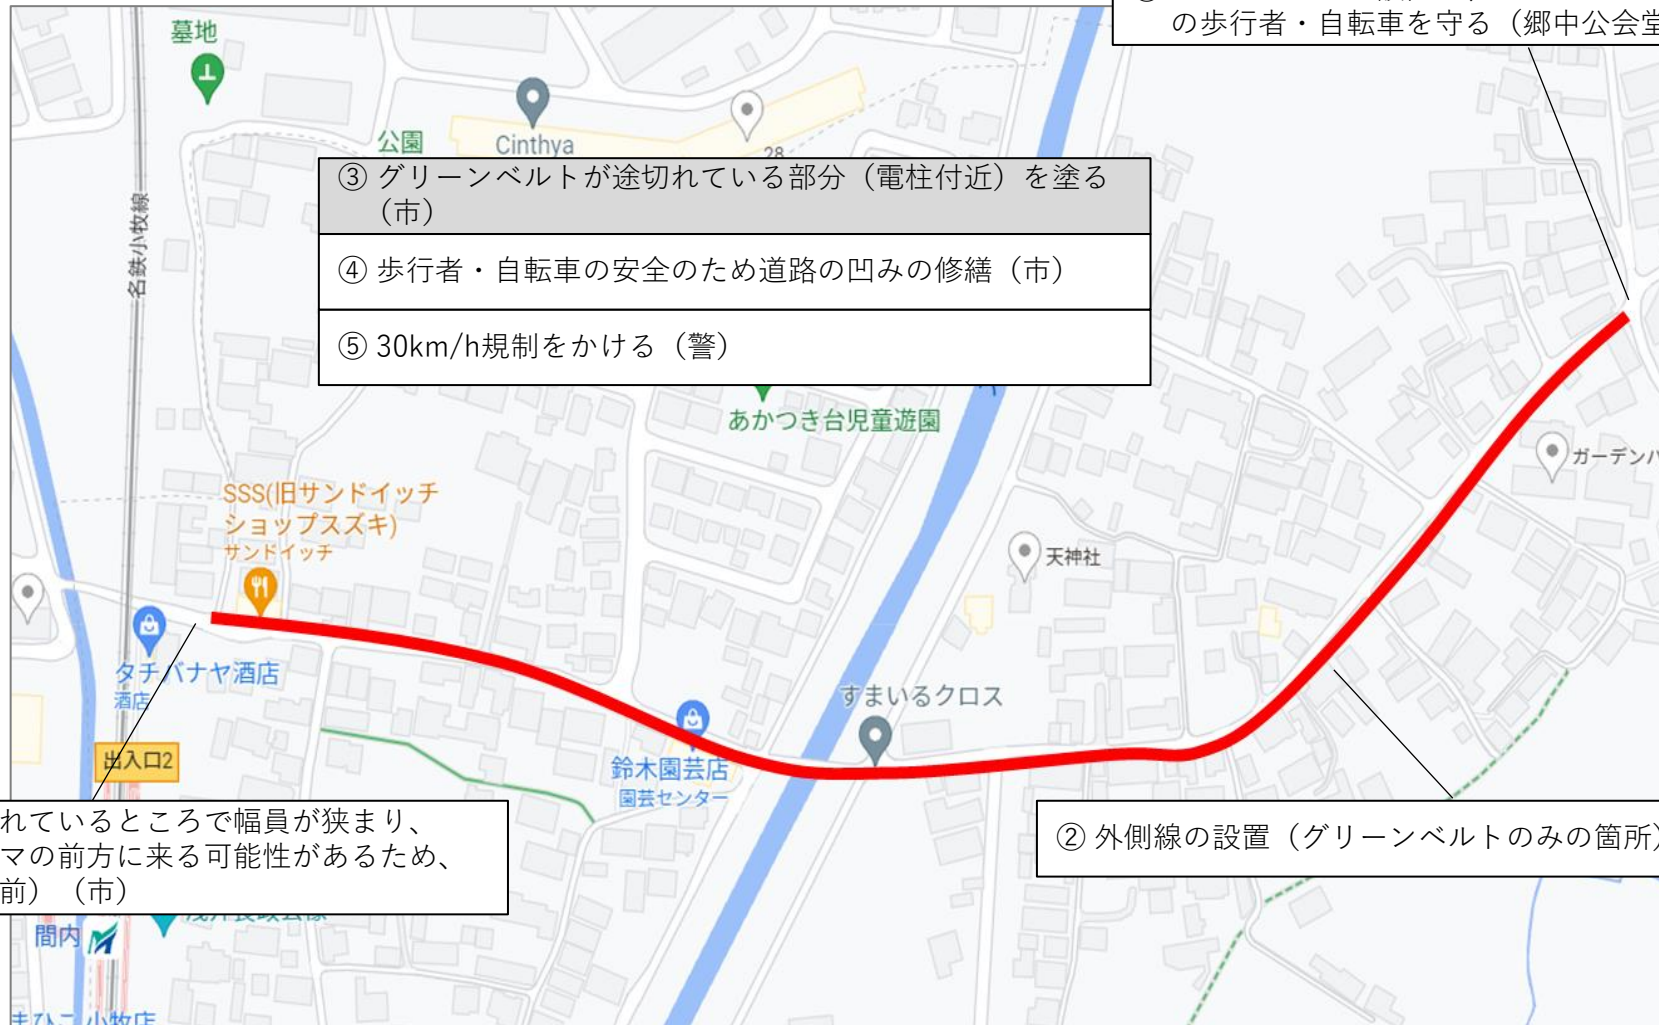 の歩行者・自転車を守る（郷中公会堂
墓地
公園
Cinthya
28
③ グリーンベルトが途切れている部分（電柱付近）を塗る
（市）
④ 歩行者・自転車の安全のため道路の凹みの修繕（市）
⑤ 30km/h規制をかける（警）
名鉄小牧線
あかつき台児童遊園
ガーデンハ
SSS(旧サンドイッチ
ショップスズキ)
サンドイッチ
天神社
タチバナヤ酒店
酒店
すまいるクロス
出入口2
鈴木園芸店
園芸センター
れているところで幅員が狭まり、
マの前方に来る可能性があるため、
前）（市）
② 外側線の設置（グリーンベルトのみの箇所）
間内
小牧店